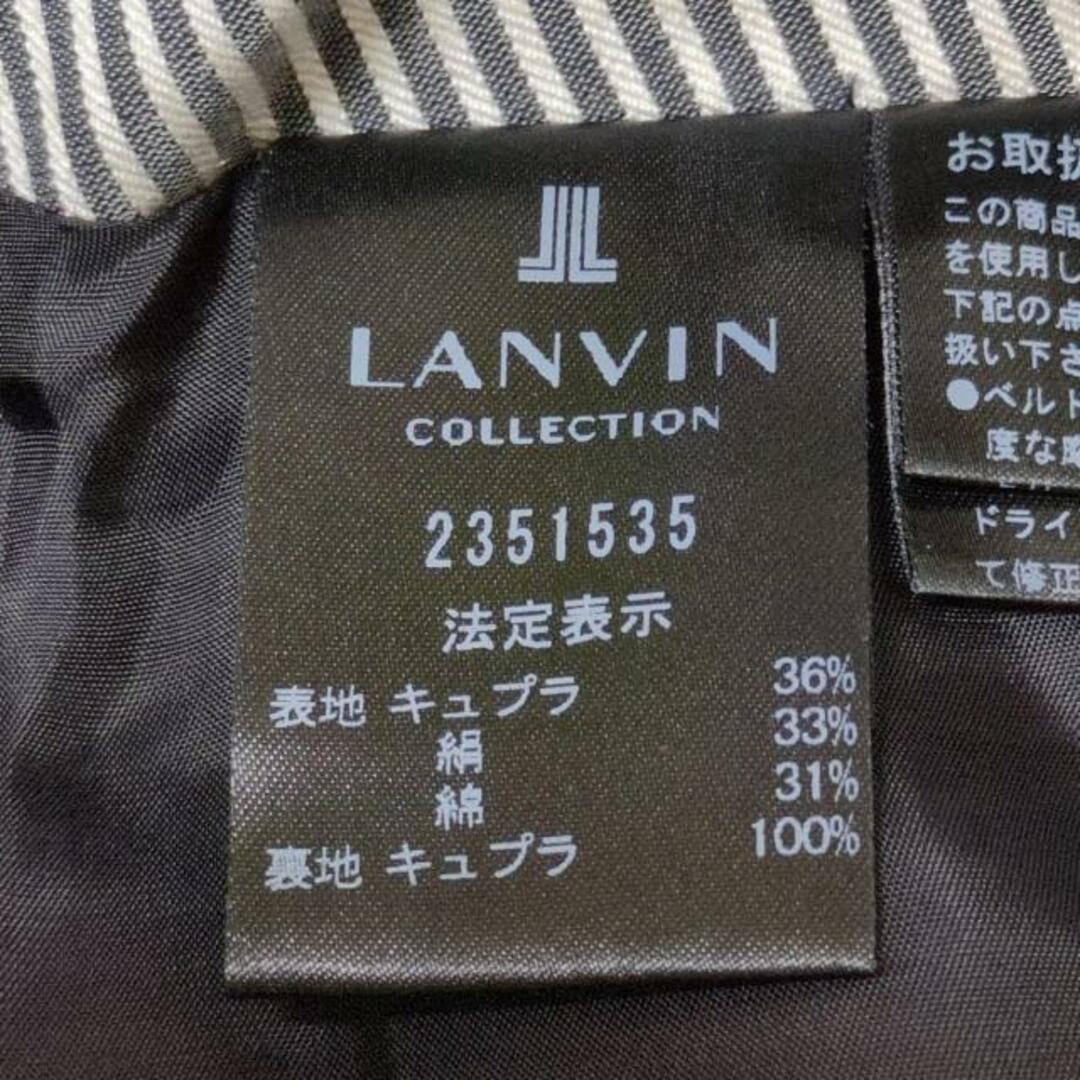 LANVIN
COLLECTION
2351535
法定表示
表地 キュプラ 36%
絹 33%
綿 31%
裏地 キュプラ 100%
お取扱
この商品
を使用し
下記の点
扱い下さ
●ベルト
度な
ドライ
て修正